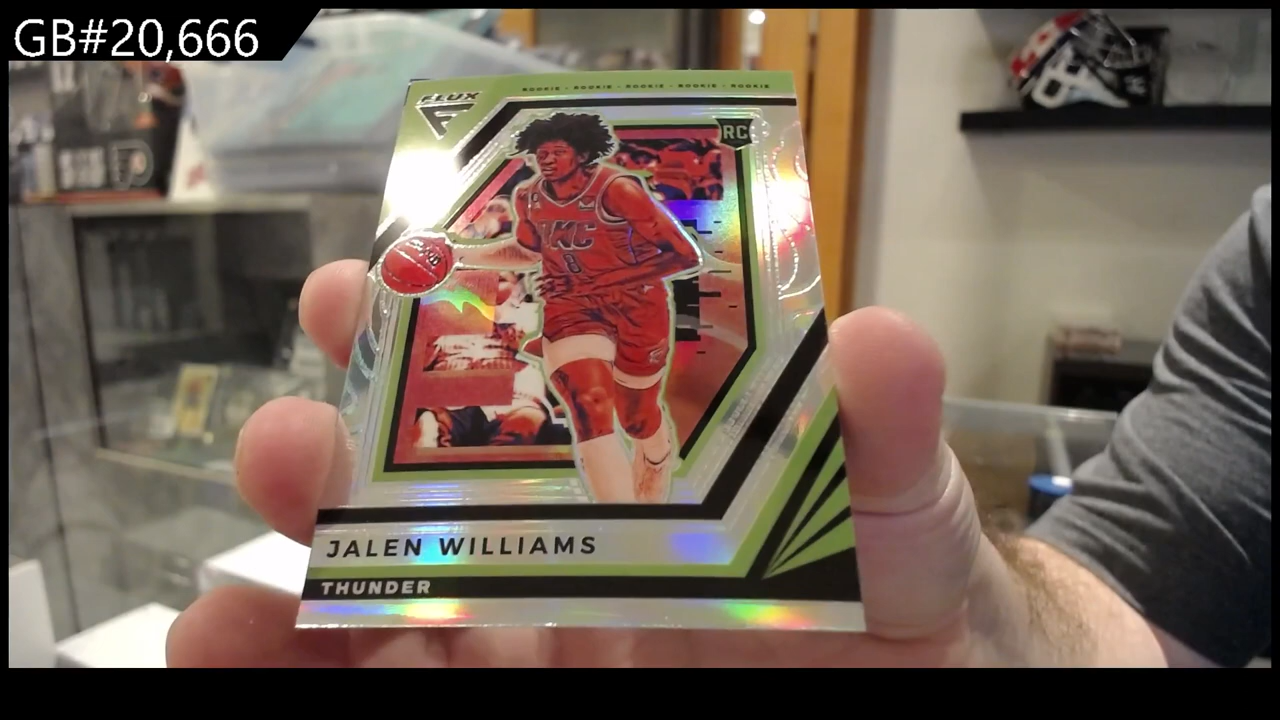 GB#20,666
ROOKIE - ROOKIE - ROOKIE - ROOKIE - ROOKIE
FLUX
RC
OKC
8
JALEN WILLIAMS
THUNDER